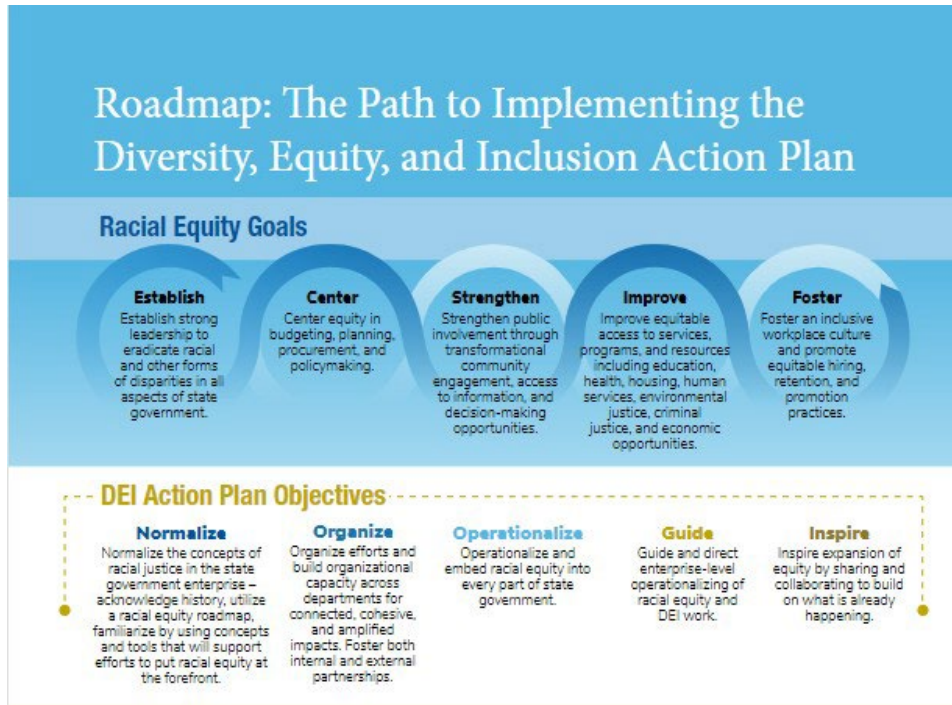 Roadmap: The Path to Implementing the
Diversity, Equity, and Inclusion Action Plan
Racial Equity Goals
Establish
Establish strong
leadership to
eradicate racial
and other forms
of disparities in all
aspects of state
government.
Center
Center equity in
budgeting, planning,
procurement, and
policymaking.
Strengthen
Strengthen public
involvement through
transformational
community
engagement, access
to information, and
decision-making
opportunities.
Improve
Improve equitable
access to services,
programs, and resources
including education,
health, housing, human
services, environmental
justice, criminal
justice, and economic
opportunities.
Foster
Foster an inclusive
workplace culture
and promote
equitable hiring,
retention, and
promotion
practices.
DEI Action Plan Objectives
Normalize
Normalize the concepts of
racial justice in the state
government enterprise –
acknowledge history, utilize
a racial equity roadmap,
familiarize by using concepts
and tools that will support
efforts to put racial equity at
the forefront.
Organize
Organize efforts and
build organizational
capacity across
departments for
connected, cohesive,
and amplified
impacts. Foster both
internal and external
partnerships.
Operationalize
Operationalize and
embed racial equity into
every part of state
government.
Guide
Guide and direct
enterprise-level
operationalizing of
racial equity and
DEI work.
Inspire
Inspire expansion of
equity by sharing and
collaborating to build
on what is already
happening.